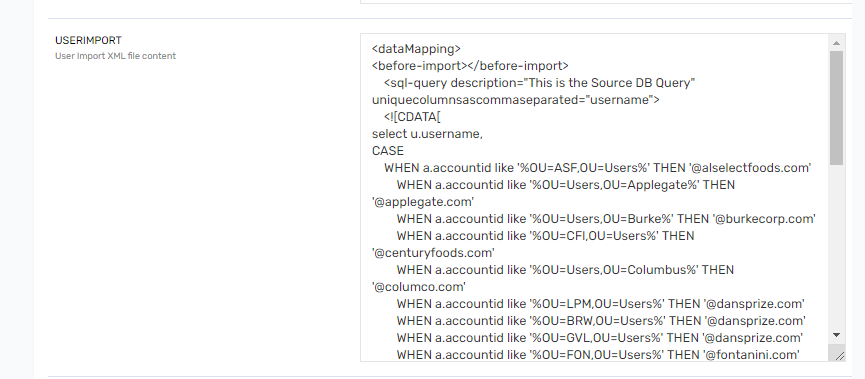 USERIMPORT
User Import XML file content
<dataMapping>
<before-import></before-import>
<sql-query description="This is the Source DB Query"
uniquecolumnsascommaseparated="username">
<![CDATA[
select u.username,
CASE
WHEN a.accountid like '%OU=ASF,OU=Users%' THEN '@alselectfoods.com'
WHEN a.accountid like '%OU=Users,OU=Applegate%' THEN
'@applegate.com'
WHEN a.accountid like '%OU=Users,OU=Burke%' THEN '@burkecorp.com'
WHEN a.accountid like '%OU=CFI,OU=Users%' THEN
'@centuryfoods.com'
WHEN a.accountid like '%OU=Users,OU=Columbus%' THEN
'@columco.com'
WHEN a.accountid like '%OU=LPM,OU=Users%' THEN '@dansprize.com'
WHEN a.accountid like '%OU=BRW,OU=Users%' THEN '@dansprize.com'
WHEN a.accountid like '%OU=GVL,OU=Users%' THEN '@dansprize.com'
WHEN a.accountid like '%OU=FON,OU=Users%' THEN '@fontanini.com'